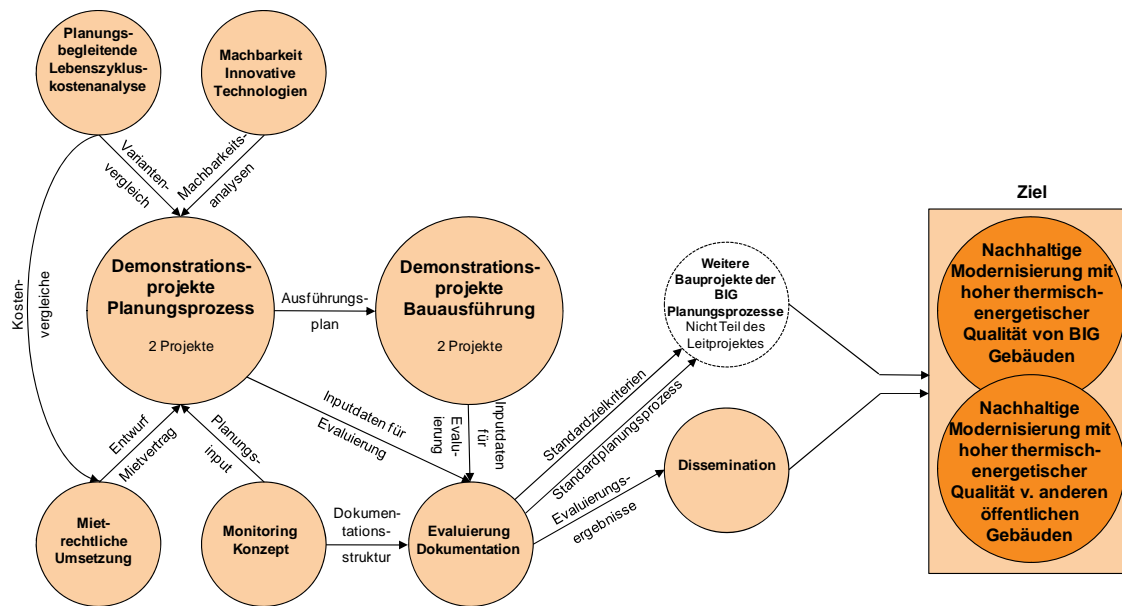 Planungs-
begleitende
Lebenszyklus-
kostenanalyse
Machbarkeit
Innovative
Technologien
Varianten-
vergleich
Machbarkeits-
analysen
Kosten-
vergleiche
Demonstrations-
projekte
Planungsprozess
2 Projekte
Ausführungs-
plan
Demonstrations-
projekte
Bauausführung
2 Projekte
Weitere
Bauprojekte der
BIG
Planungsprozesse
Nicht Teil des
Leitprojektes
Ziel
Nachhaltige
Modernisierung mit
hoher thermisch-
energetischer
Qualität von BIG
Gebäuden
Nachhaltige
Modernisierung mit
hoher thermisch-
energetischer
Qualität v. anderen
öffentlichen
Gebäuden
Entwurf
Mietvertrag
Planungs-
input
Inputdaten für
Evaluierung
Inputdaten
für
Evalu-
ierung
Standardzielkriterien
Standardplanungsprozess
Evaluierungs-
ergebnisse
Dissemination
Miet-
rechtliche
Umsetzung
Monitoring
Konzept
Dokumen-
tations-
struktur
Evaluierung
Dokumentation